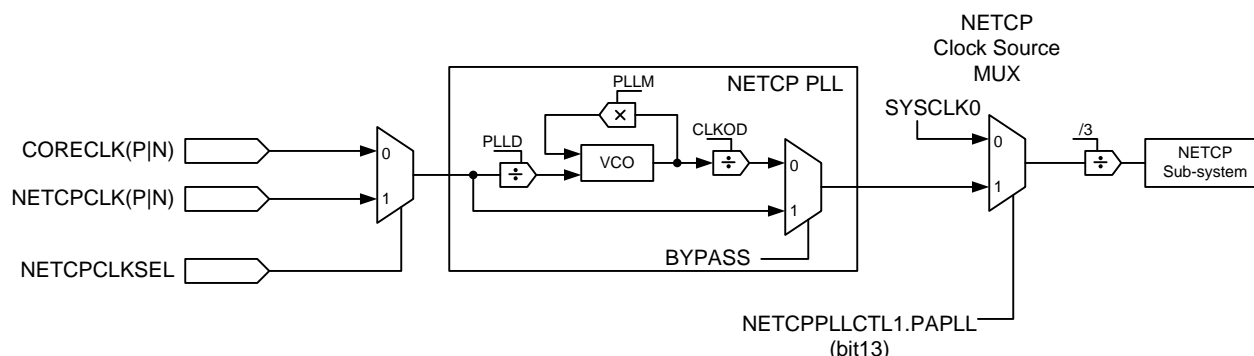 NETCP
Clock Source
MUX
NETCP PLL
PLLM
SYSCLK0
CORECLK(P|N)
0
×
PLLD
VCO
CLKOD
÷
÷
0
0
/3
÷
NETCP
Sub-system
NETCPCLK(P|N)
1
1
1
NETCPCLKSEL
BYPASS
NETCPPLLCTL1.PAPLL
(bit13)